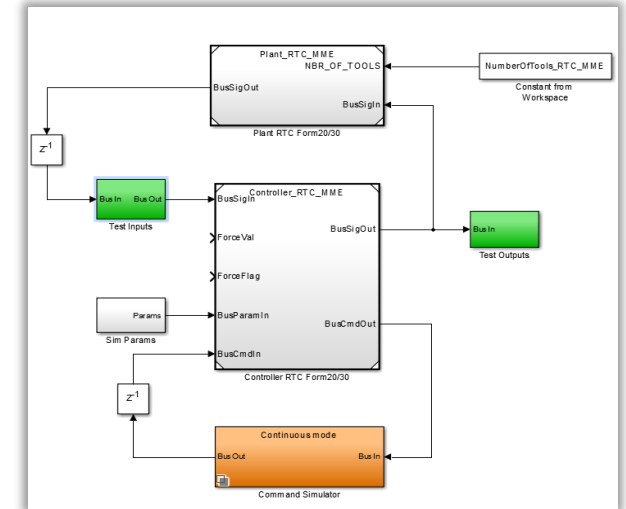 Plant_RTC_MME
NBR_OF_TOOLS
NumberOfTools_RTC_MME
BusSigOut
Constant from
Workspace
BusSigIn
Plant RTC Form20/30
z-1
Controller_RTC_MME
Bus In
Bus Out
BusSigIn
Test Inputs
ForceVal
BusSigOut
Bus In
Test Outputs
ForceFlag
Params
BusParamIn
Sim Params
BusCmdOut
BusCmdIn
Controller RTC Form20/30
z-1
Continuous mode
Bus Out
Bus In
Command Simulator